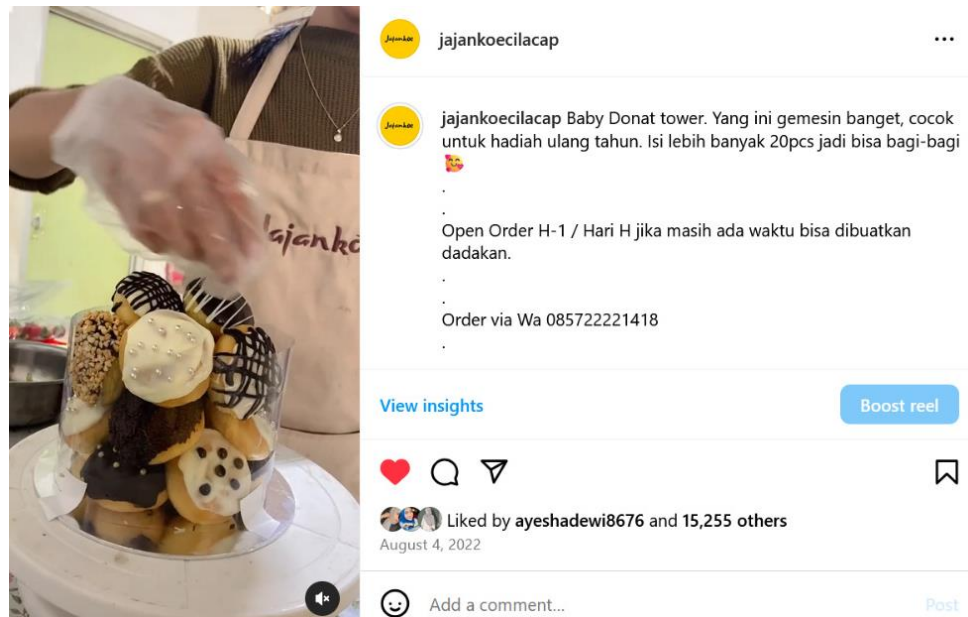 Jajankoe
jajankoecilacap
Jajankoe
jajankoecilacap Baby Donat tower. Yang ini gemesin banget, cocok
untuk hadiah ulang tahun. Isi lebih banyak 20pcs jadi bisa bagi-bagi
🥰
.
.
Open Order H-1 / Hari H jika masih ada waktu bisa dibuatkan
dadakan.
.
.
Order via Wa 085722221418
.
Jajanko
View insights
Boost reel
Liked by ayeshadewi8676 and 15,255 others
August 4, 2022
Add a comment...
Post